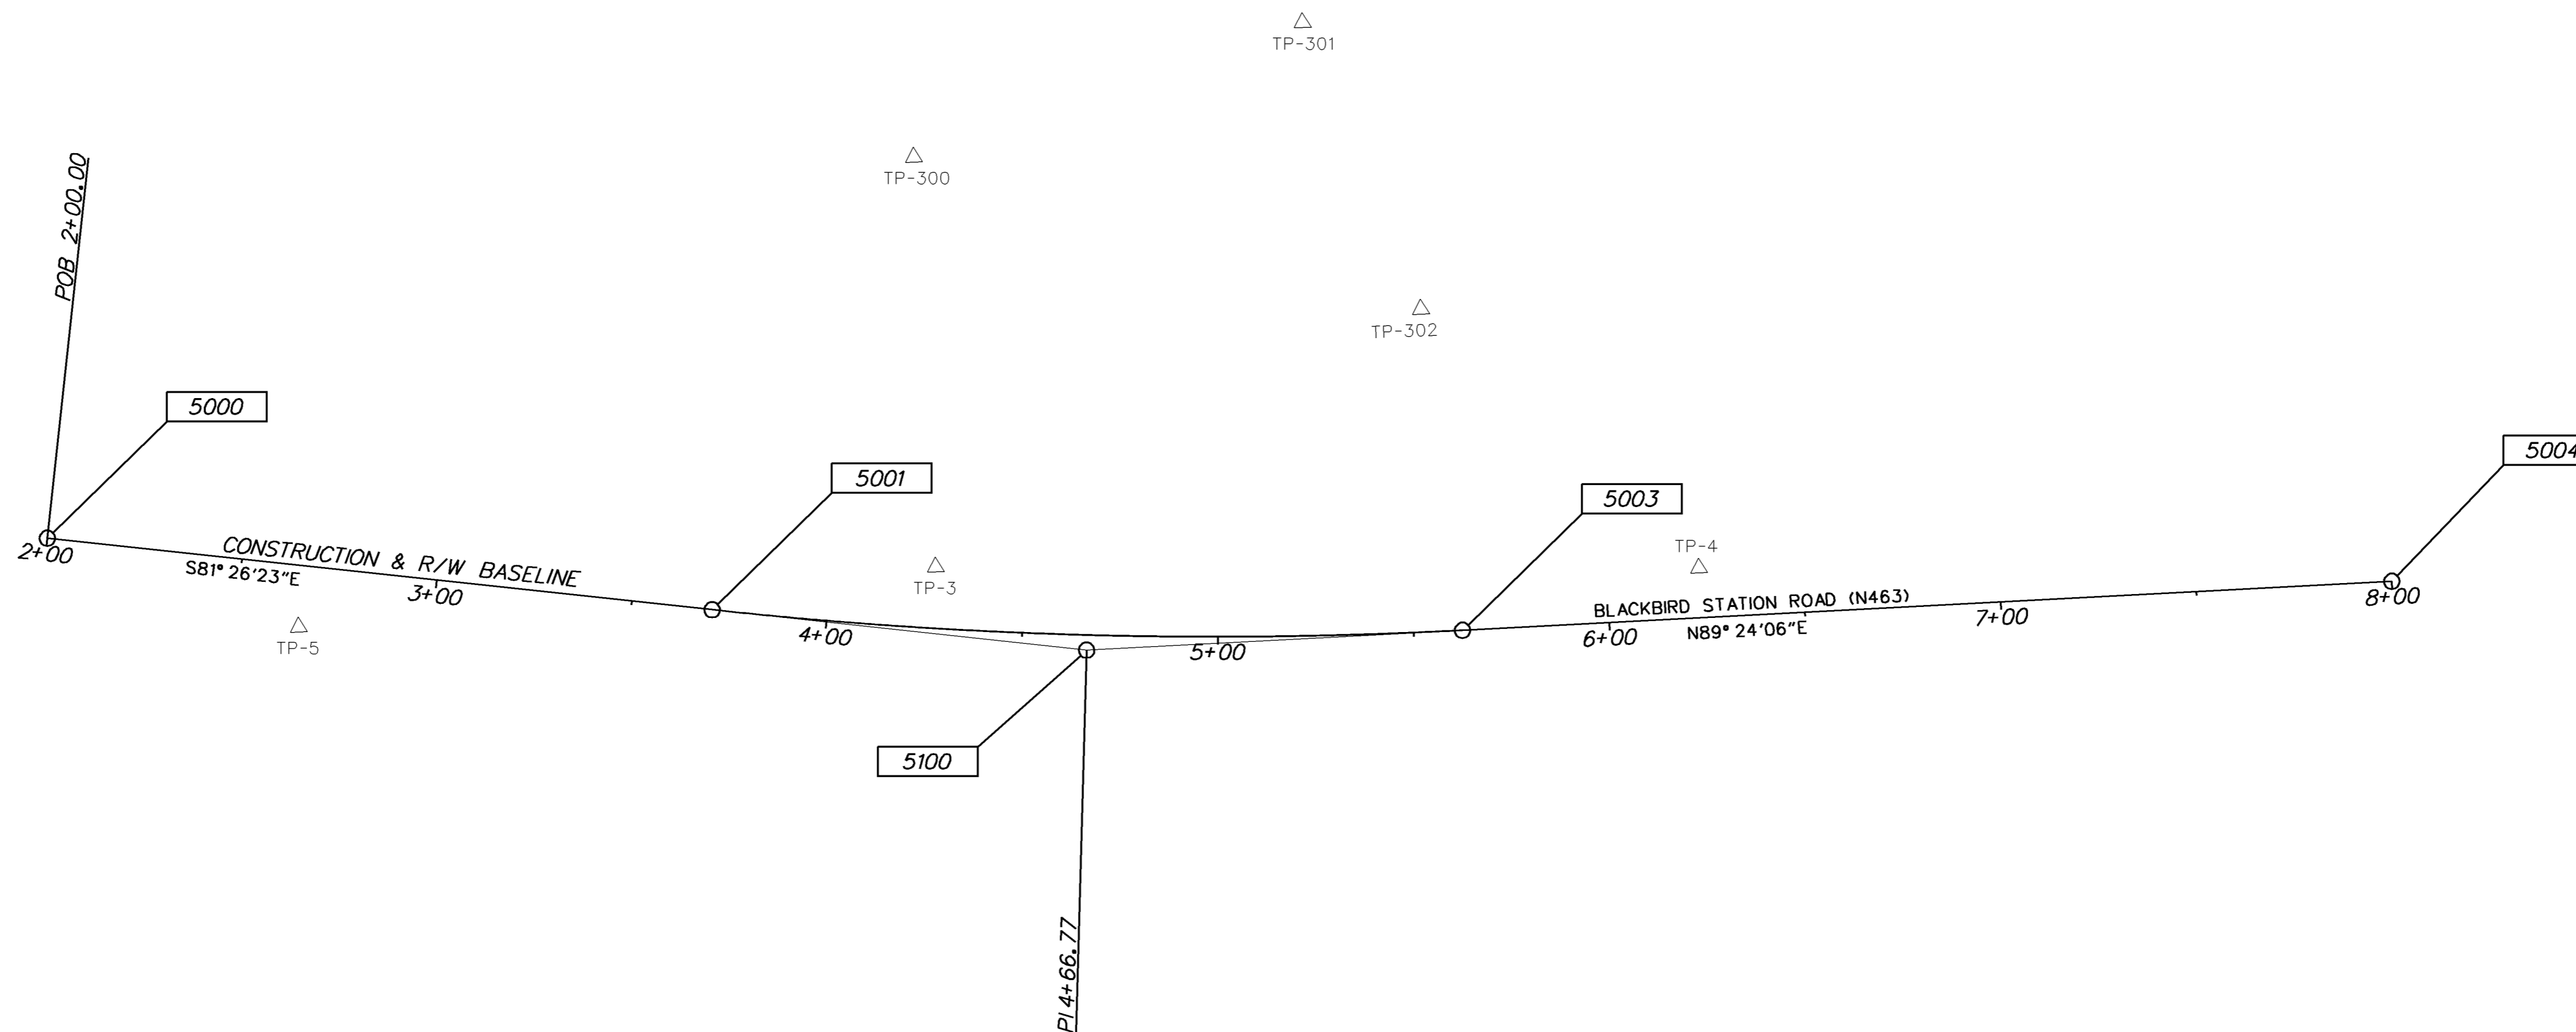 TP-301
POB 2+00.00
TP-300
TP-302
5000
5004
5001
5003
2+00
CONSTRUCTION & R/W BASELINE
S81° 26'23"E
3+00
TP-5
TP-3
4+00
5+00
TP-4
BLACKBIRD STATION ROAD (N463)
6+00
N89° 24'06"E
7+00
8+00
5100
PI 4+66.77